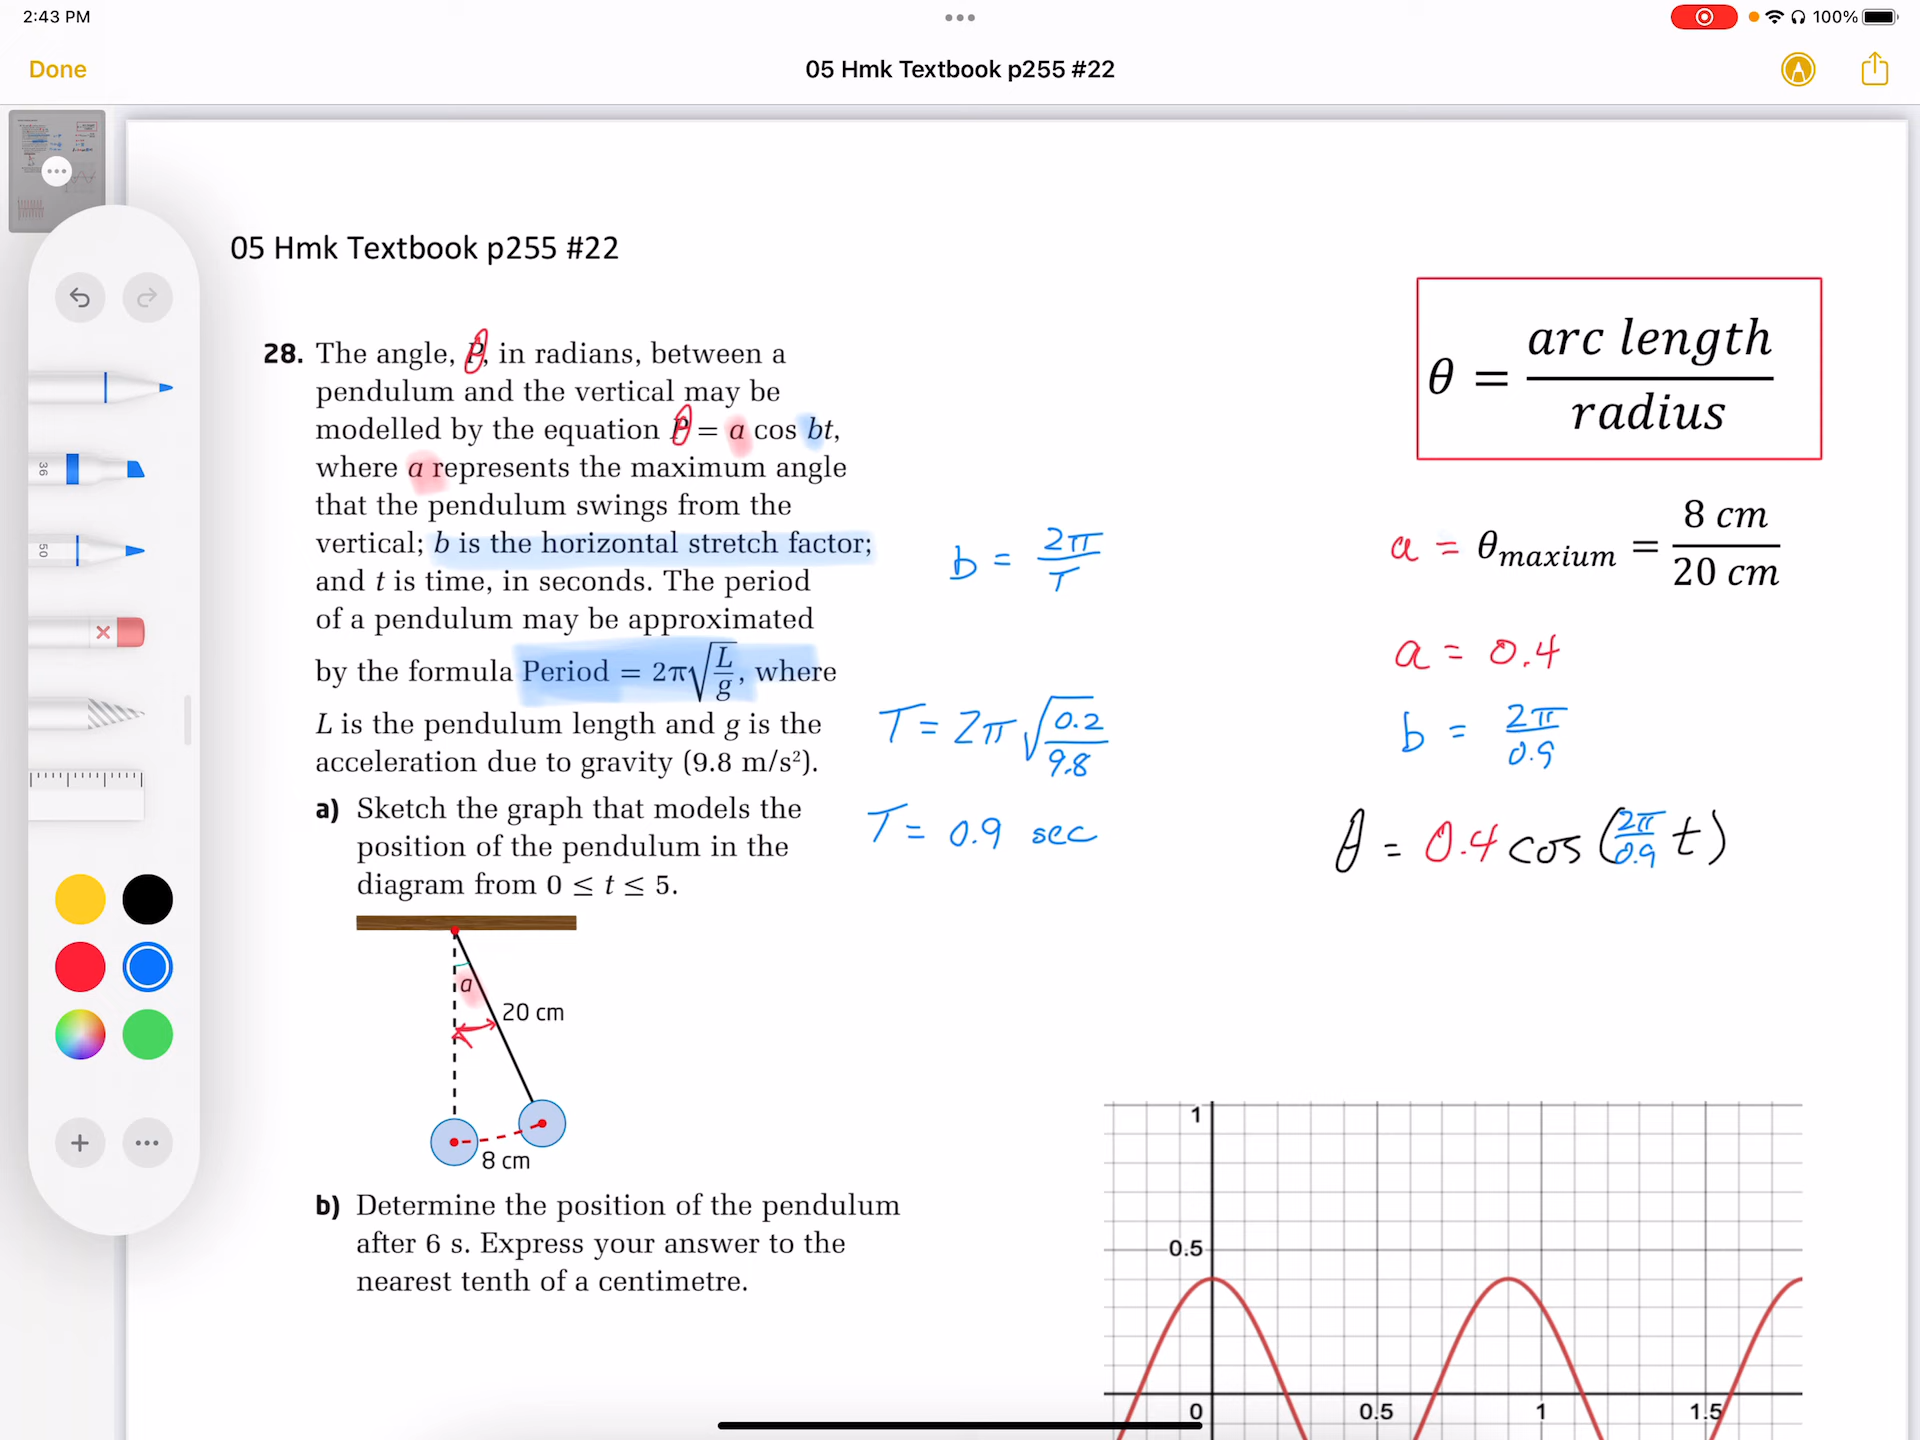 2:43 PM
100%
Done
05 Hmk Textbook p255 #22
05 Hmk Textbook p255 #22
28. The angle, θ, in radians, between a
pendulum and the vertical may be
modelled by the equation θ = a cos bt,
where a represents the maximum angle
that the pendulum swings from the
vertical; b is the horizontal stretch factor;
and t is time, in seconds. The period
of a pendulum may be approximated
by the formula Period = 2π√(L/g), where
L is the pendulum length and g is the
acceleration due to gravity (9.8 m/s²).
a) Sketch the graph that models the
position of the pendulum in the
diagram from 0 ≤ t ≤ 5.
a
20 cm
8 cm
b) Determine the position of the pendulum
after 6 s. Express your answer to the
nearest tenth of a centimetre.
b = 2π/T
T = 2π √(0.2/9.8)
T = 0.9 sec
θ = arc length / radius
a = θmaxium = 8 cm / 20 cm
a = 0.4
b = 2π/0.9
θ = 0.4 cos (2π/0.9 t)
1
0.5
0
0.5
1
1.5
36
50